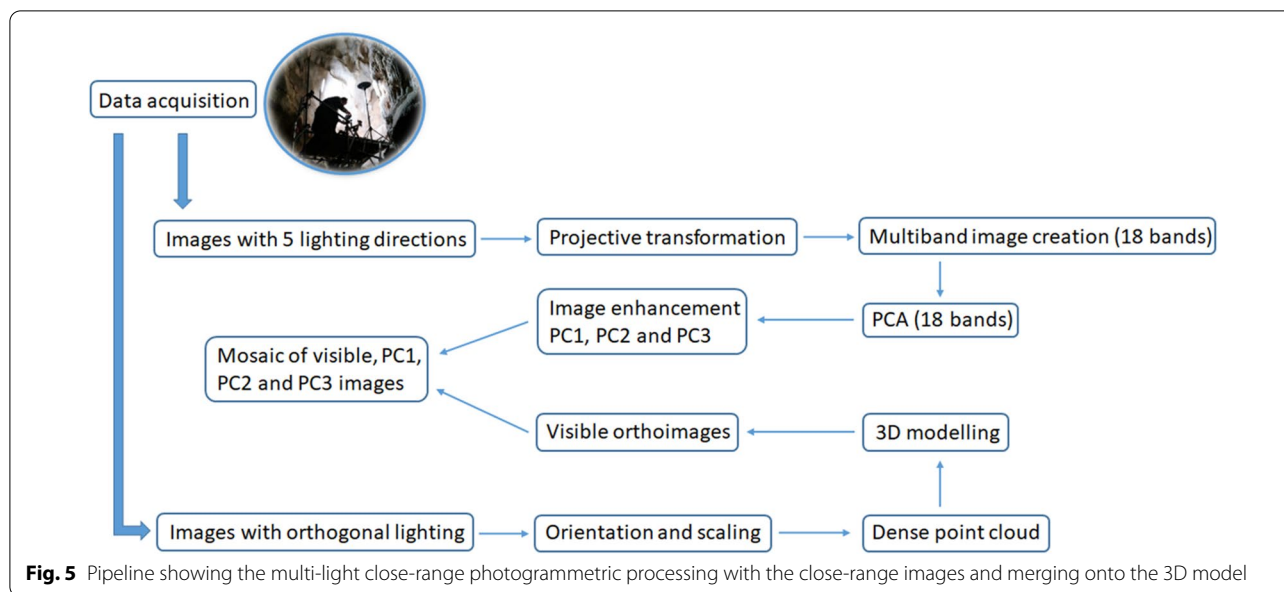 Data acquisition
Images with 5 lighting directions
Projective transformation
Multiband image creation (18 bands)
Image enhancement
PC1, PC2 and PC3
PCA (18 bands)
Mosaic of visible, PC1,
PC2 and PC3 images
Visible orthoimages
3D modelling
Images with orthogonal lighting
Orientation and scaling
Dense point cloud
Fig. 5 Pipeline showing the multi-light close-range photogrammetric processing with the close-range images and merging onto the 3D model